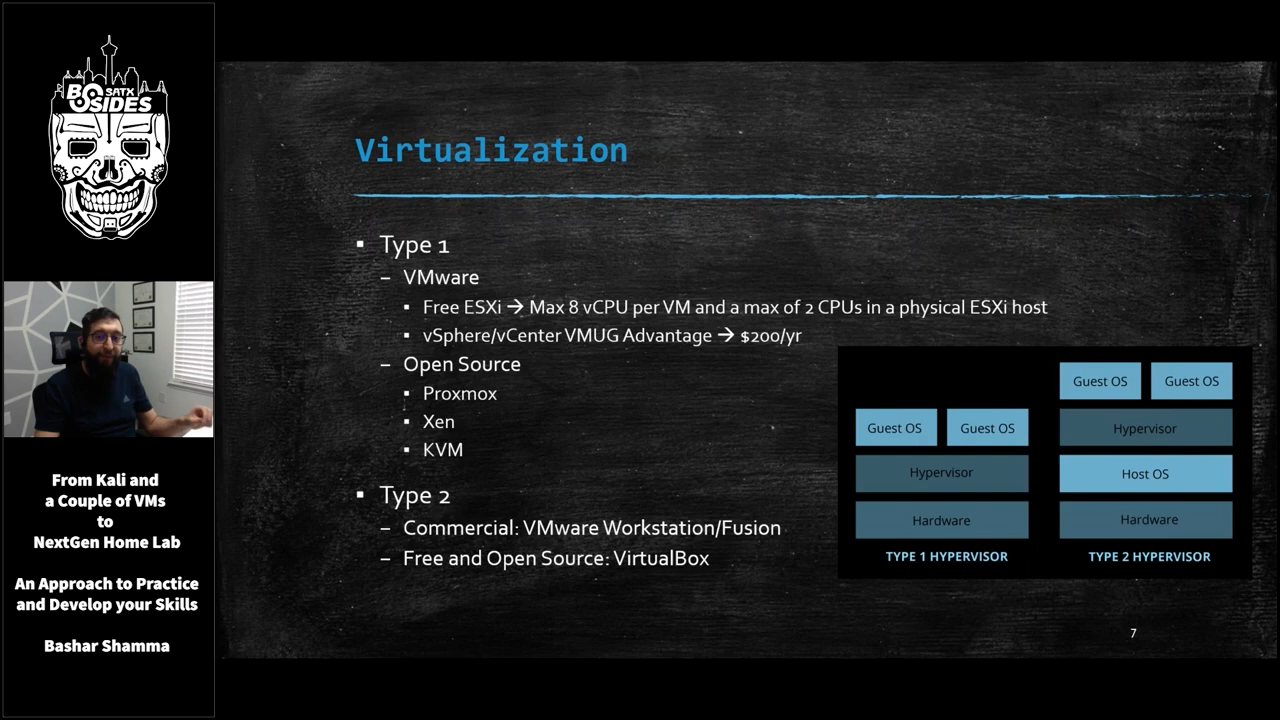 BSIDES
SATX
From Kali and
a Couple of VMs
to
NextGen Home Lab
An Approach to Practice
and Develop your Skills
Bashar Shamma
Virtualization
▪ Type 1
– VMware
▪ Free ESXi → Max 8 vCPU per VM and a max of 2 CPUs in a physical ESXi host
▪ vSphere/vCenter VMUG Advantage → $200/yr
– Open Source
▪ Proxmox
▪ Xen
▪ KVM
▪ Type 2
– Commercial: VMware Workstation/Fusion
– Free and Open Source: VirtualBox
Guest OS Guest OS
Hypervisor
Hardware
TYPE 1 HYPERVISOR
Guest OS Guest OS
Hypervisor
Host OS
Hardware
TYPE 2 HYPERVISOR
7